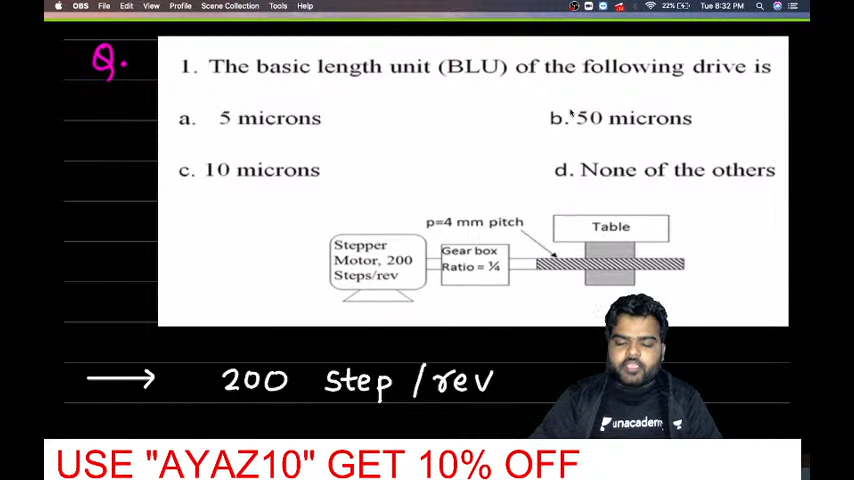 OBS File Edit View Profile Scene Collection Tools Help 22% Tue 8:32 PM
Q.
1. The basic length unit (BLU) of the following drive is
a. 5 microns b. 50 microns
c. 10 microns d. None of the others
p=4 mm pitch Table
Stepper Motor, 200 Steps/rev
Gear box Ratio = ¼
→ 200 step / rev
unacademy
USE "AYAZ10" GET 10% OFF